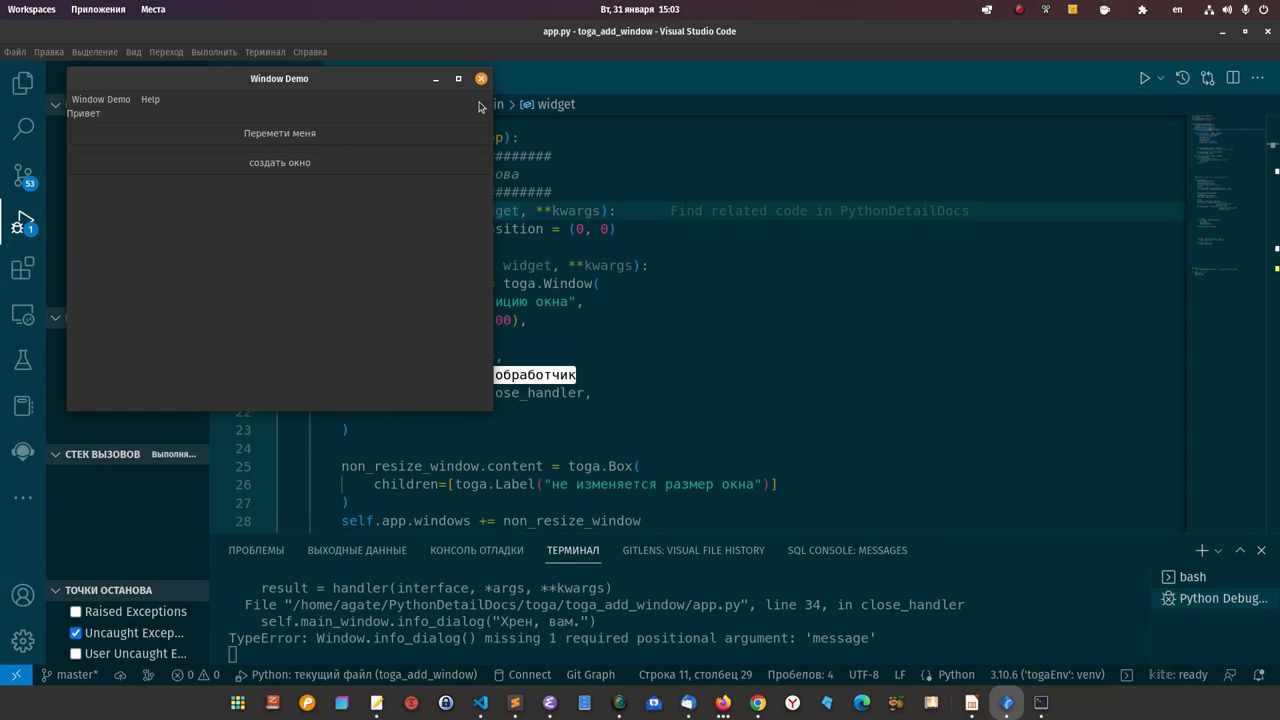 Workspaces Приложения Места Вт, 31 января 15:03 en
app.py - toga_add_window - Visual Studio Code
Файл Правка Выделение Вид Переход Выполнить Терминал Справка
Window Demo
Window Demo Help
Привет
Перемети меня
создать окно
in > widget
p):
########
ова
########
get, **kwargs): Find related code in PythonDetailDocs
osition = (0, 0)
widget, **kwargs):
= toga.Window(
ицию окна",
00),
,
обработчик
ose_handler,
22
23 )
24
25 non_resize_window.content = toga.Box(
26 children=[toga.Label("не изменяется размер окна")]
27 )
28 self.app.windows += non_resize_window
53
1
СТЕК ВЫЗОВОВ Выполня...
ТОЧКИ ОСТАНОВА
Raised Exceptions
Uncaught Excep...
User Uncaught E...
ПРОБЛЕМЫ ВЫХОДНЫЕ ДАННЫЕ КОНСОЛЬ ОТЛАДКИ ТЕРМИНАЛ GITLENS: VISUAL FILE HISTORY SQL CONSOLE: MESSAGES
result = handler(interface, *args, **kwargs)
File "/home/agate/PythonDetailDocs/toga/toga_add_window/app.py", line 34, in close_handler
self.main_window.info_dialog("Хрен, вам.")
TypeError: Window.info_dialog() missing 1 required positional argument: 'message'
bash
Python Debug...
master* 0 0 Python: текущий файл (toga_add_window) Connect Git Graph Строка 11, столбец 29 Пробелов: 4 UTF-8 LF Python 3.10.6 ('togaEnv': venv) kite: ready